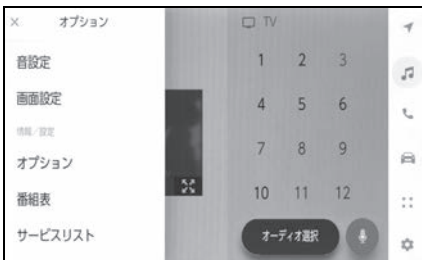 × オプション
音設定
画面設定
情報／設定
オプション
番組表
サービスリスト
TV
1 2 3
4 5 6
7 8 9
10 11 12
オーディオ選択